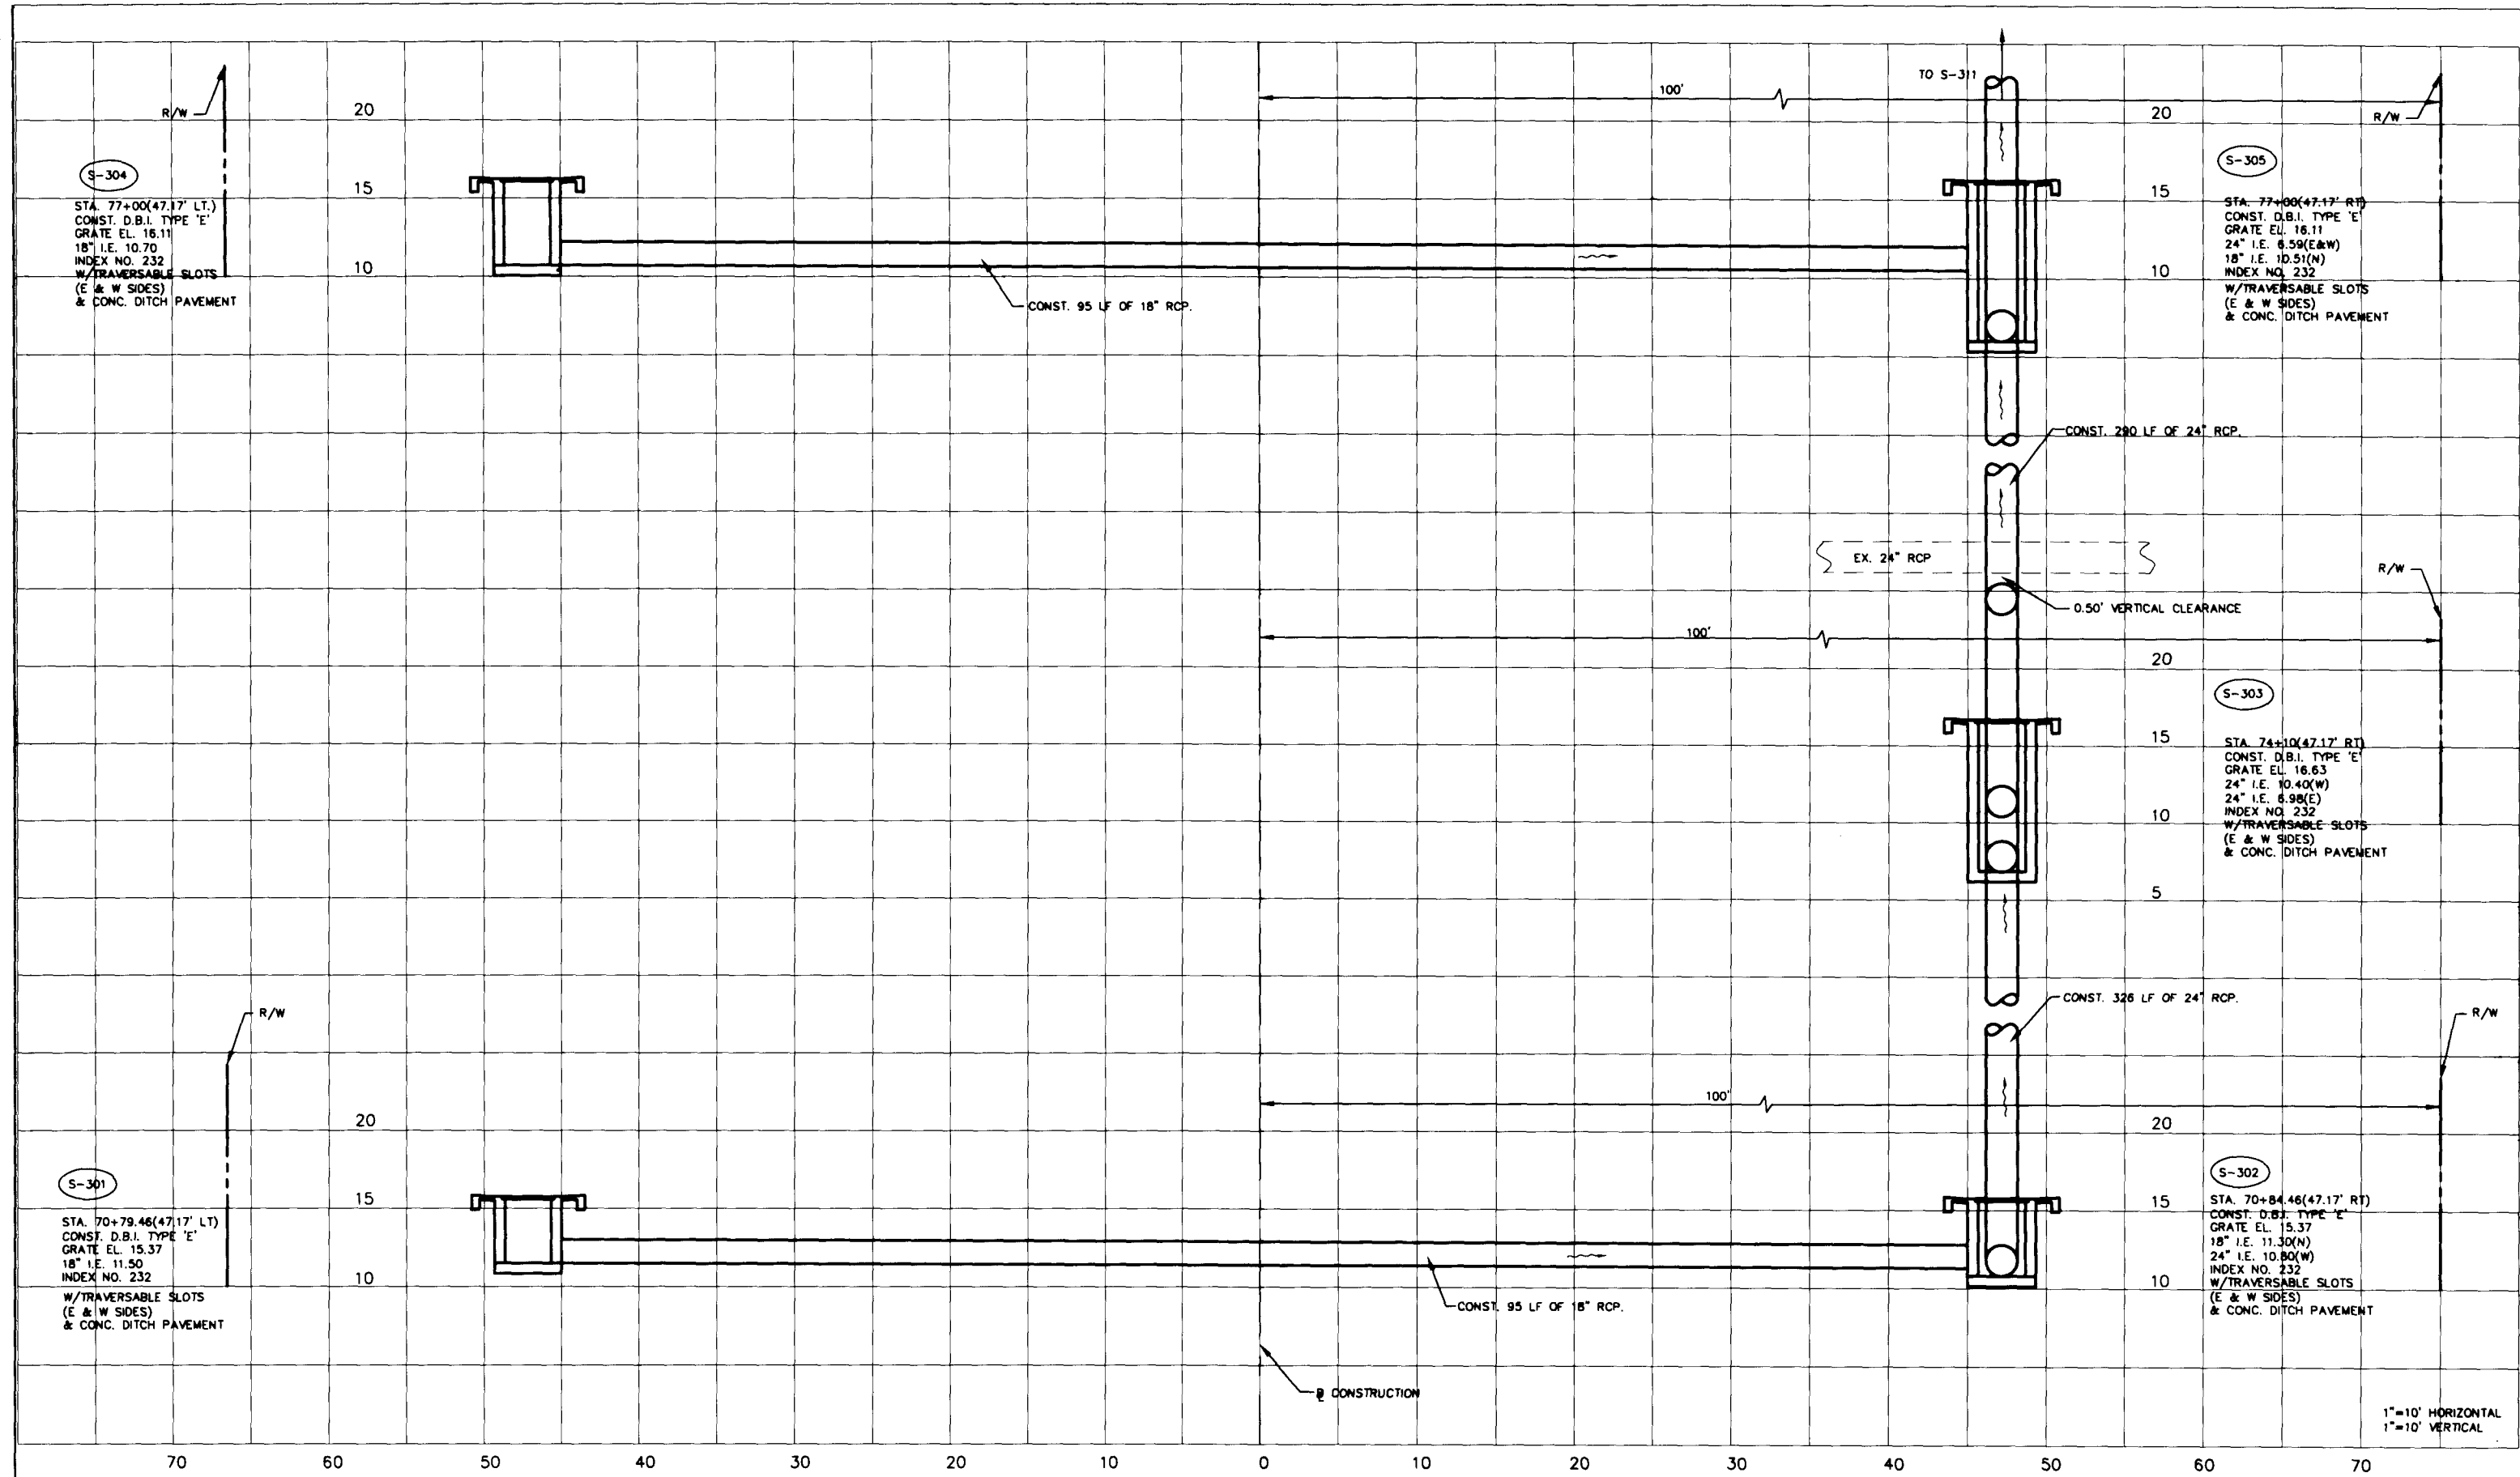 TO S-311
100'
R/W
20
20
R/W
S-304
15
STA. 77+00(47.17' LT.)
CONST. D.B.I. TYPE 'E'
GRATE EL. 16.11
18" I.E. 10.70
INDEX NO. 232
W/TRAVERSABLE SLOTS
(E & W SIDES)
& CONC. DITCH PAVEMENT
10
CONST. 95 LF OF 18" RCP.
S-305
15
STA. 77+00(47.17' RT)
CONST. D.B.I. TYPE 'E'
GRATE EL. 16.11
24" I.E. 6.59(E&W)
18" I.E. 10.51(N)
INDEX NO. 232
W/TRAVERSABLE SLOTS
(E & W SIDES)
& CONC. DITCH PAVEMENT
10
CONST. 290 LF OF 24" RCP.
EX. 24" RCP
R/W
0.50' VERTICAL CLEARANCE
100'
20
S-303
15
STA. 74+10(47.17' RT)
CONST. D.B.I. TYPE 'E'
GRATE EL. 16.63
24" I.E. 10.40(W)
24" I.E. 6.98(E)
INDEX NO. 232
W/TRAVERSABLE SLOTS
(E & W SIDES)
& CONC. DITCH PAVEMENT
10
5
CONST. 326 LF OF 24" RCP.
R/W
R/W
100'
20
20
S-301
15
STA. 70+79.46(47.17' LT)
CONST. D.B.I. TYPE 'E'
GRATE EL. 15.37
18" I.E. 11.50
INDEX NO. 232
W/TRAVERSABLE SLOTS
(E & W SIDES)
& CONC. DITCH PAVEMENT
10
CONST. 95 LF OF 18" RCP.
S-302
15
STA. 70+84.46(47.17' RT)
CONST. D.B.I. TYPE 'E'
GRATE EL. 15.37
18" I.E. 11.30(N)
24" I.E. 10.80(W)
INDEX NO. 232
W/TRAVERSABLE SLOTS
(E & W SIDES)
& CONC. DITCH PAVEMENT
10
CONSTRUCTION
1"=10' HORIZONTAL
1"=10' VERTICAL
70 60 50 40 30 20 10 0 10 20 30 40 50 60 70